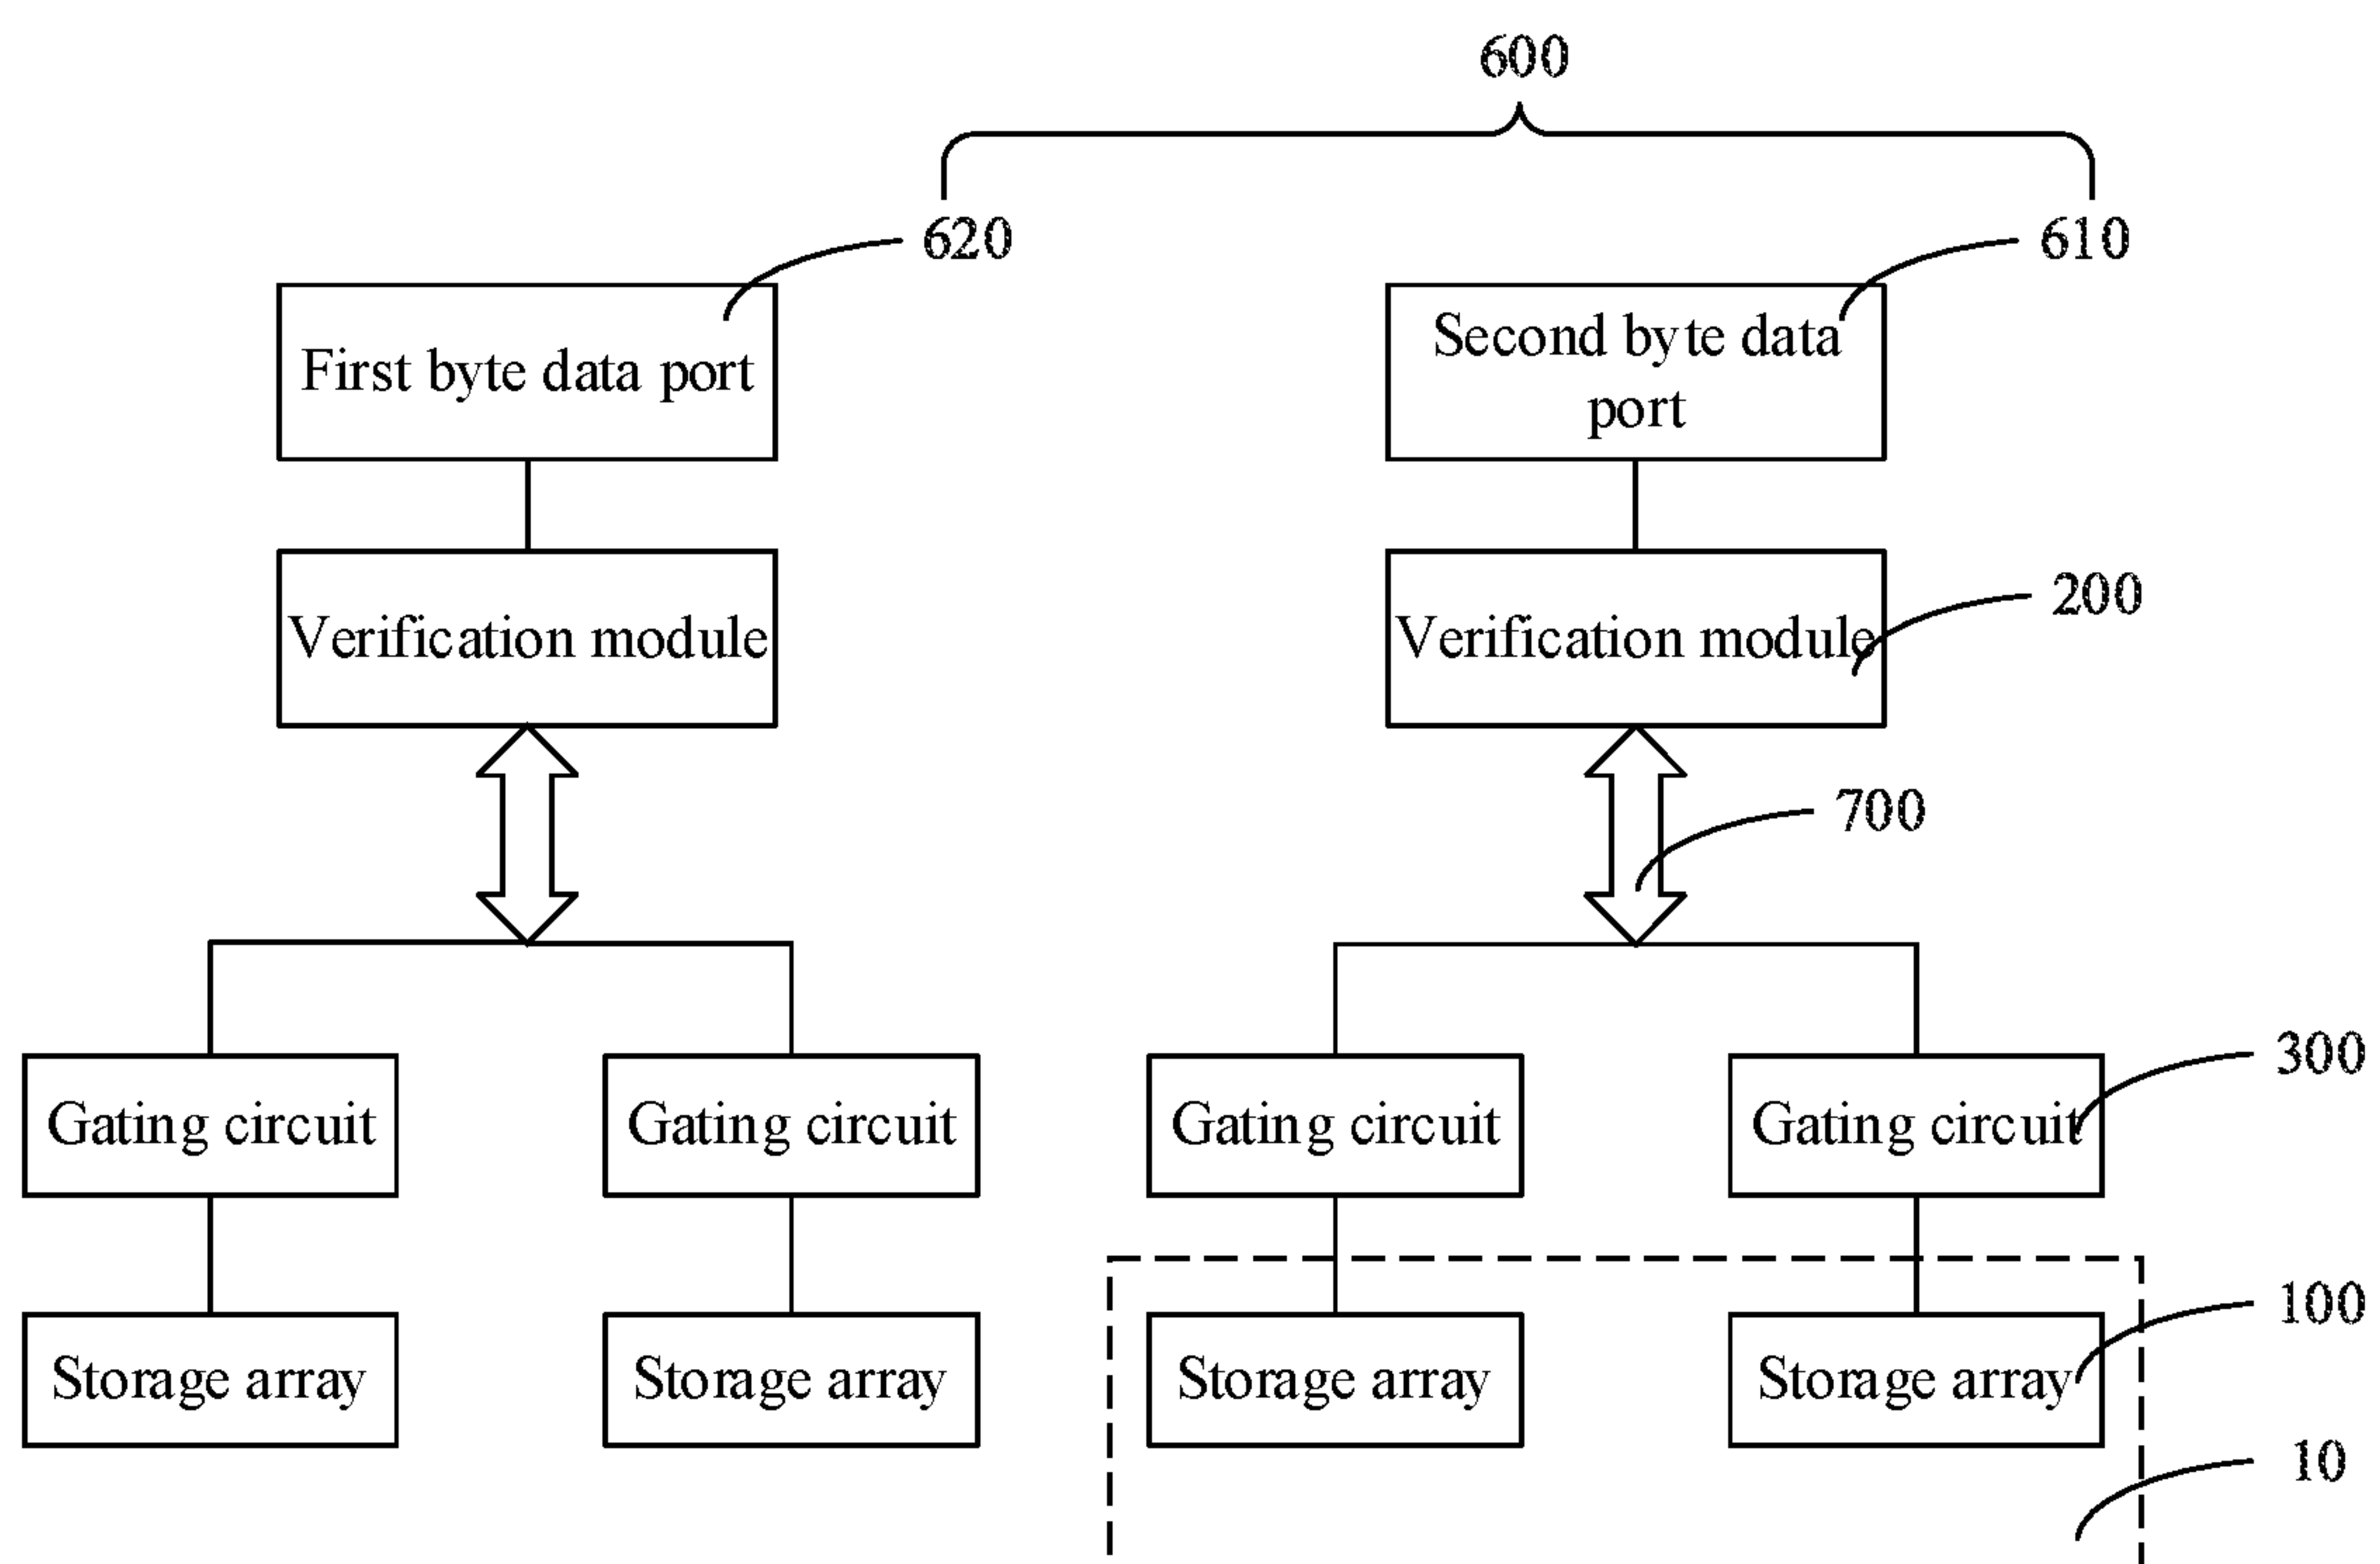 600
620
610
First byte data port
Second byte data
port
Verification module
Verification module
200
700
300
Gating circuit
Gating circuit
Gating circuit
Gating circuit
100
Storage array
Storage array
Storage array
Storage array
10